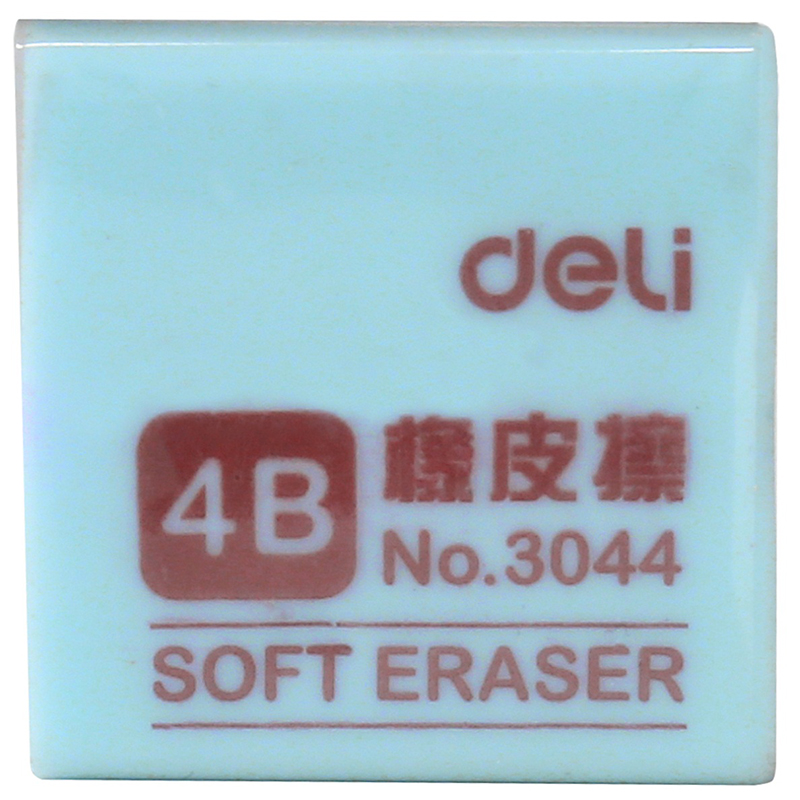 deli
4B 橡皮擦
No.3044
SOFT ERASER